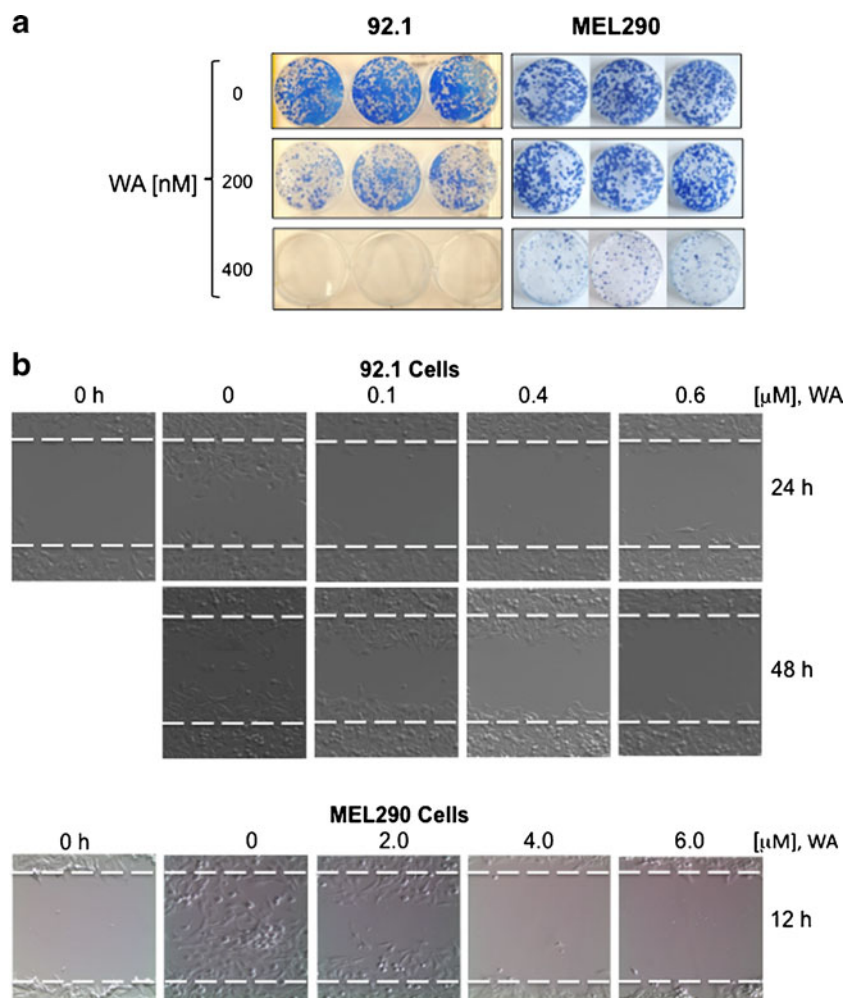 a
92.1 MEL290
0
WA [nM]
200
400
b
92.1 Cells
0 h 0 0.1 0.4 0.6 [μM], WA
24 h
48 h
MEL290 Cells
0 h 0 2.0 4.0 6.0 [μM], WA
12 h